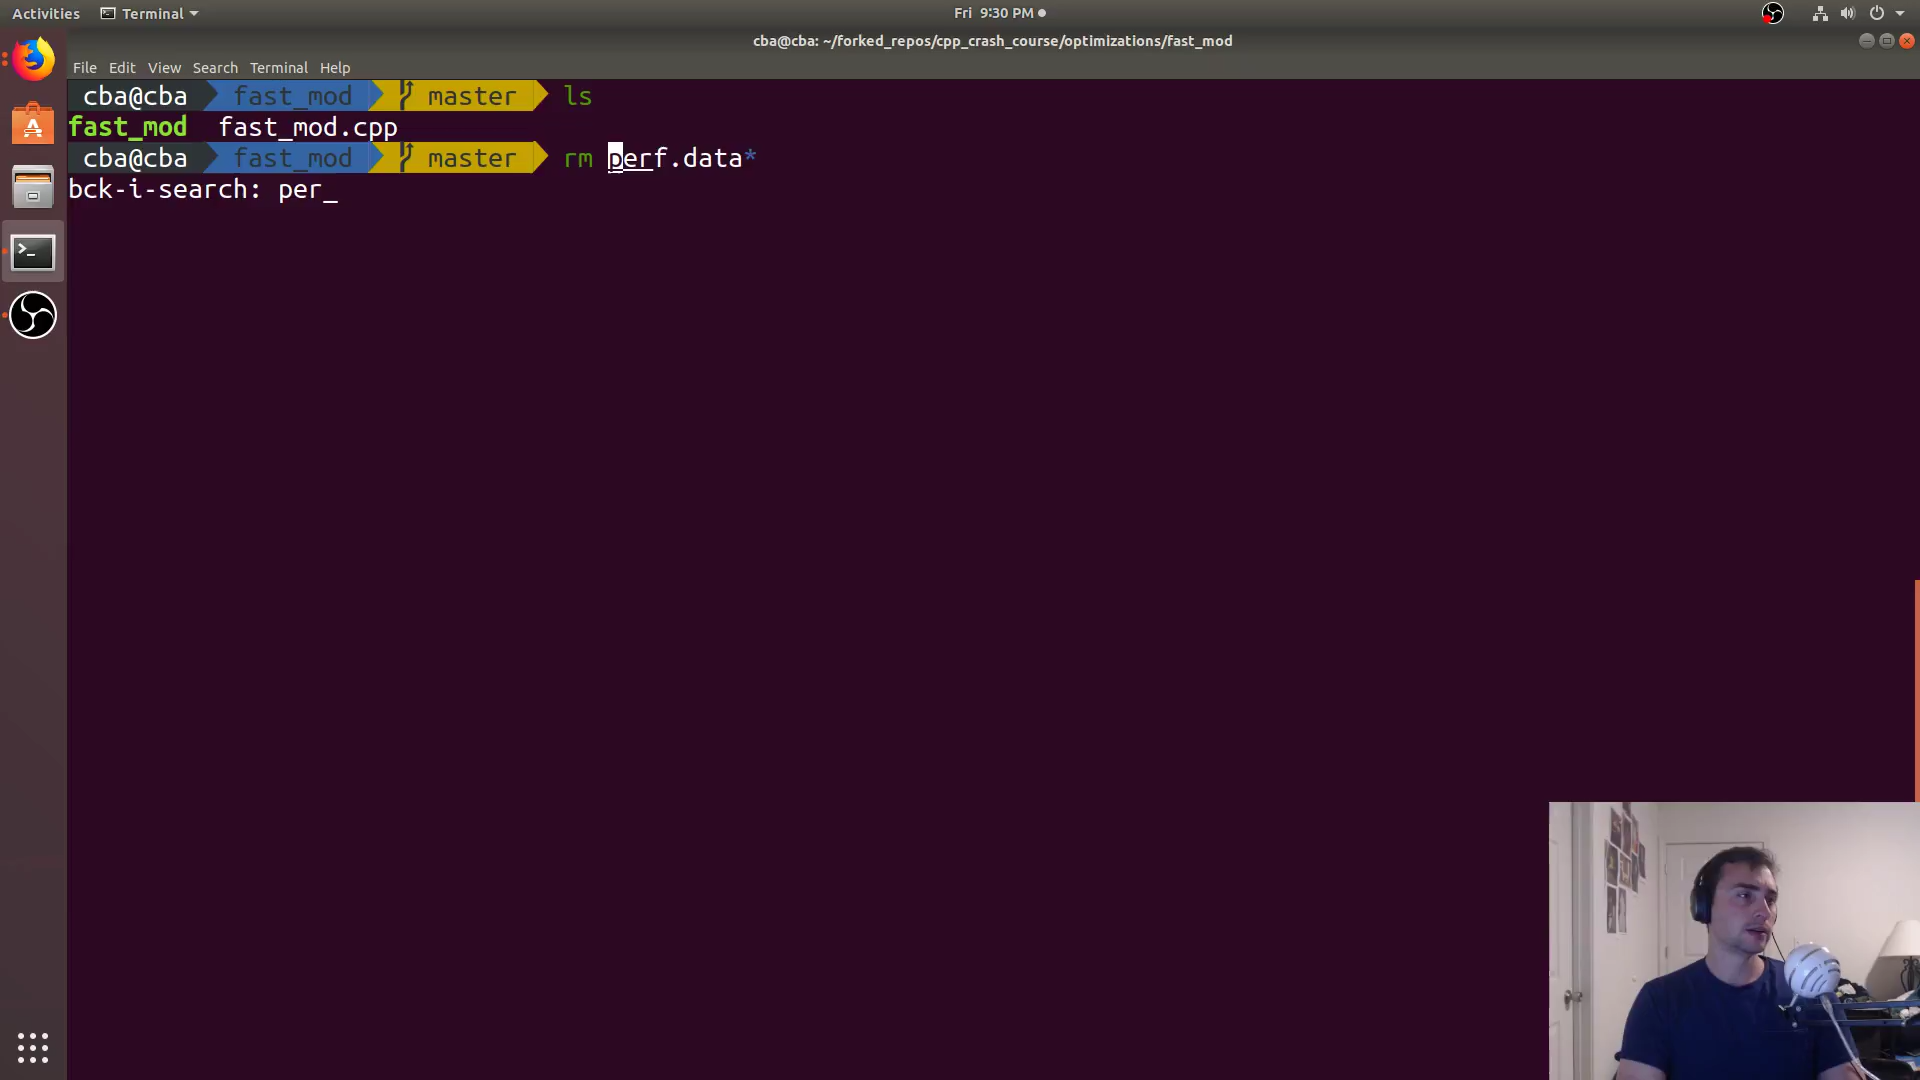 Activities Terminal Fri 9:30 PM
cba@cba: ~/forked_repos/cpp_crash_course/optimizations/fast_mod
File Edit View Search Terminal Help
cba@cba fast_mod master ls
fast_mod fast_mod.cpp
cba@cba fast_mod master rm perf.data*
bck-i-search: per_